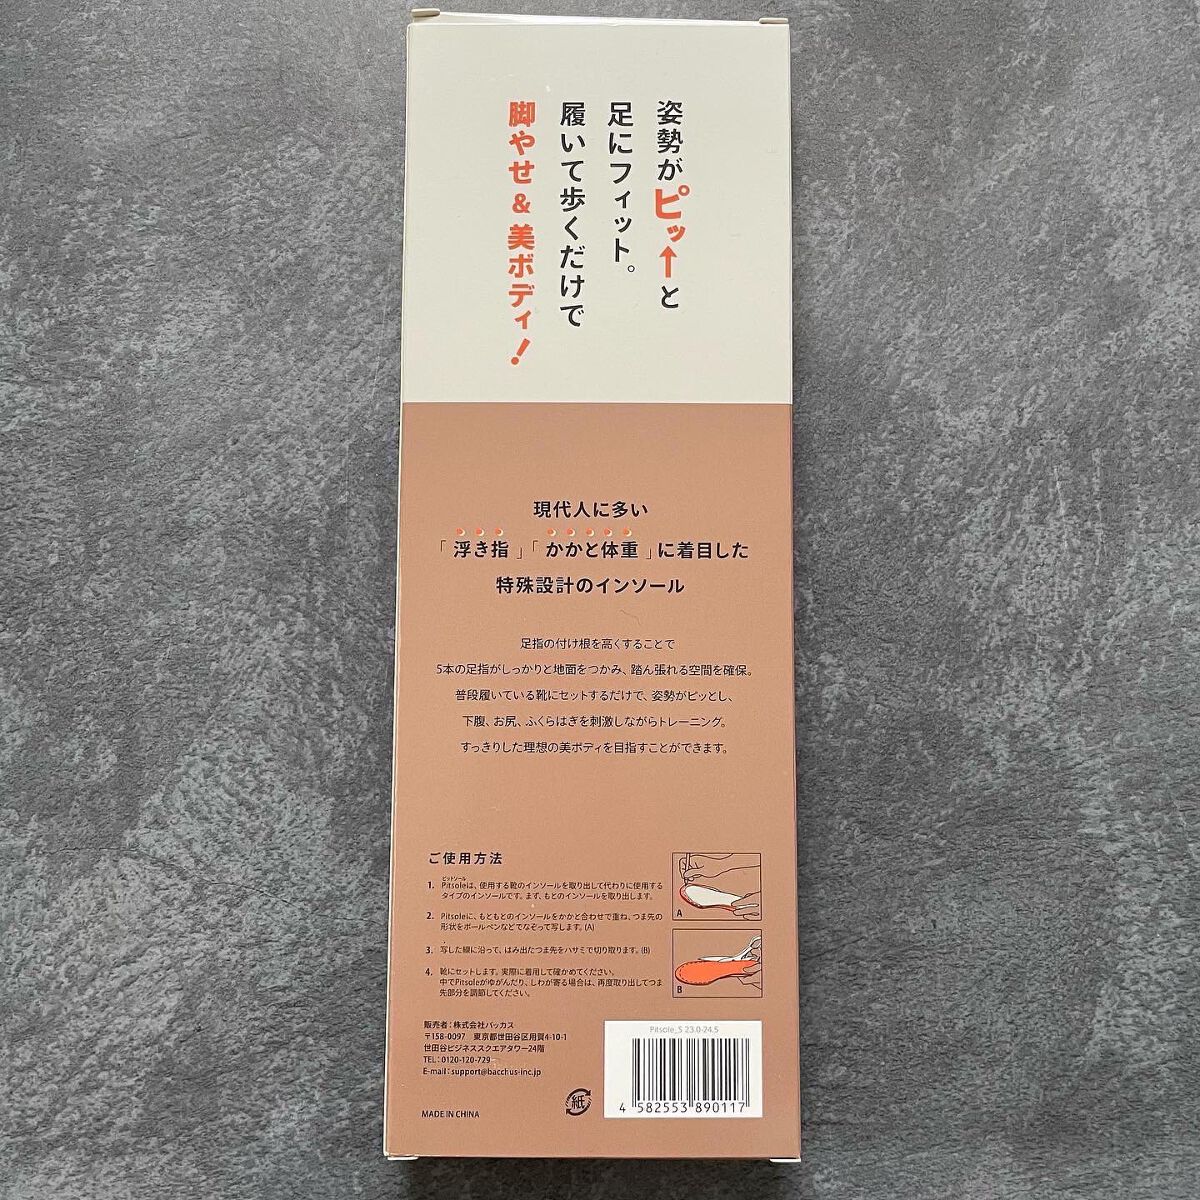 姿勢がピッ↑と
足にフィット。
履いて歩くだけで
脚やせ&美ボディ!
現代人に多い
「浮き指」「かかと体重」に着目した
特殊設計のインソール
足指の付け根を高くすることで
5本の足指がしっかりと地面をつかみ、踏ん張れる空間を確保。
普段履いている靴にセットするだけで、姿勢がピッとし、
下腹、お尻、ふくらはぎを刺激しながらトレーニング。
すっきりした理想の美ボディを目指すことができます。
ご使用方法
ピットソール
1. Pitsoleは、使用する靴のインソールを取り出して代わりに使用する
タイプのインソールです。まず、もとのインソールを取り出します。
2. Pitsoleに、もともとのインソールをかかと合わせで重ね、つま先の
形状をボールペンなどでなぞって写します。(A)
3. 写した線に沿って、はみ出たつま先をハサミで切り取ります。(B)
4. 靴にセットします。実際に着用して確かめてください。
中でPitsoleがゆがんだり、しわが寄る場合は、再度取り出してつま
先部分を調節してください。
A
B
販売者:株式会社バッカス
〒158-0097 東京都世田谷区用賀4-10-1
世田谷ビジネススクエアタワー24階
TEL:0120-120-729
E-mail:support@bacchus-inc.jp
MADE IN CHINA
紙
Pitsole_S 23.0-24.5
4 582553 890117